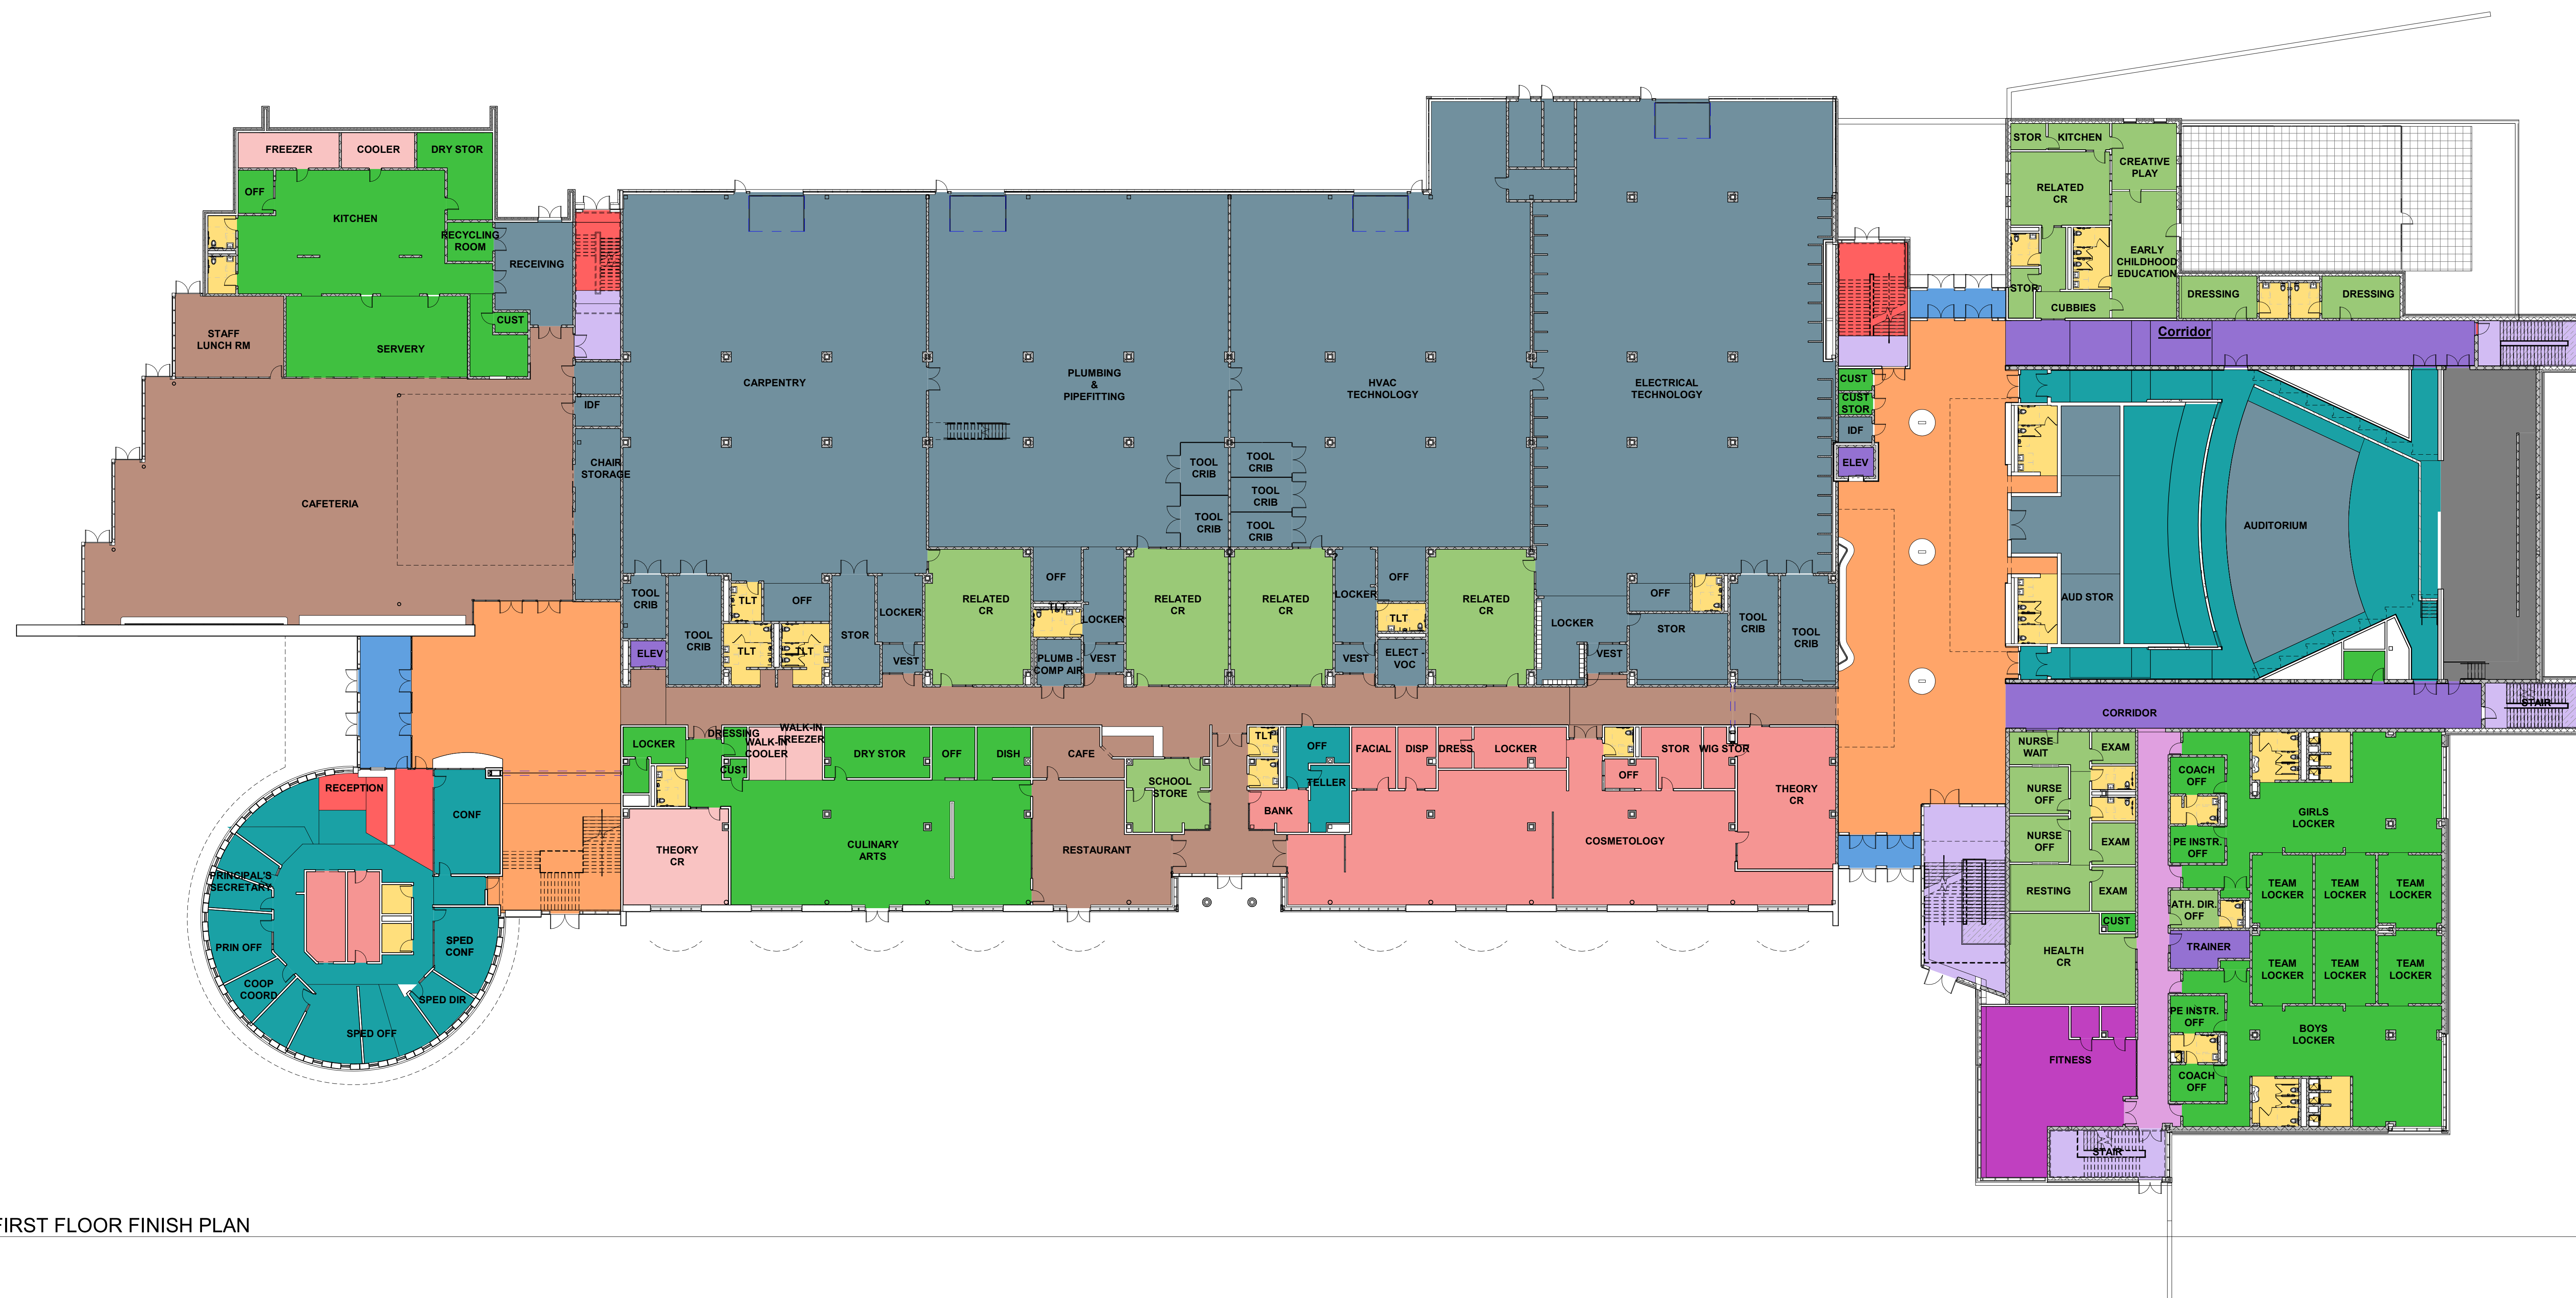 FREEZER
COOLER
DRY STOR
OFF
KITCHEN
RECYCLING
ROOM
RECEIVING
STAFF
LUNCH RM
SERVERY
CUST
CAFETERIA
IDF
CHAIR
STORAGE
CARPENTRY
PLUMBING
&
PIPEFITTING
HVAC
TECHNOLOGY
ELECTRICAL
TECHNOLOGY
TOOL
CRIB
TOOL
CRIB
TOOL
CRIB
TOOL
CRIB
TOOL
CRIB
TOOL
CRIB
TOOL
CRIB
ELEV
TLT
OFF
TLT
TLT
STOR
LOCKER
VEST
RELATED
CR
OFF
TLT
LOCKER
PLUMB -
COMP AIR
VEST
RELATED
CR
RELATED
CR
LOCKER
OFF
TLT
VEST
ELECT -
VOC
RELATED
CR
LOCKER
VEST
OFF
STOR
TOOL
CRIB
TOOL
CRIB
CUST
CUST
STOR
IDF
ELEV
STOR
KITCHEN
CREATIVE
PLAY
RELATED
CR
EARLY
CHILDHOOD
EDUCATION
STOR
CUBBIES
DRESSING
DRESSING
Corridor
AUDITORIUM
AUD STOR
CORRIDOR
STAIR
RECEPTION
CONF
PRINCIPAL'S
SECRETARY
PRIN OFF
COOP
COORD
SPED OFF
SPED DIR
SPED
CONF
LOCKER
DRESSING
WALK-IN
COOLER
WALK-IN
FREEZER
CUST
DRY STOR
OFF
DISH
CAFE
SCHOOL
STORE
THEORY
CR
CULINARY
ARTS
RESTAURANT
TLT
OFF
TELLER
BANK
FACIAL
DISP
DRESS
LOCKER
STOR
WIG STOR
OFF
THEORY
CR
COSMETOLOGY
NURSE
WAIT
EXAM
NURSE
OFF
NURSE
OFF
EXAM
RESTING
EXAM
CUST
HEALTH
CR
FITNESS
STAIR
COACH
OFF
GIRLS
LOCKER
PE INSTR.
OFF
TEAM
LOCKER
TEAM
LOCKER
TEAM
LOCKER
ATH. DIR.
OFF
TRAINER
TEAM
LOCKER
TEAM
LOCKER
TEAM
LOCKER
PE INSTR.
OFF
BOYS
LOCKER
COACH
OFF
FIRST FLOOR FINISH PLAN